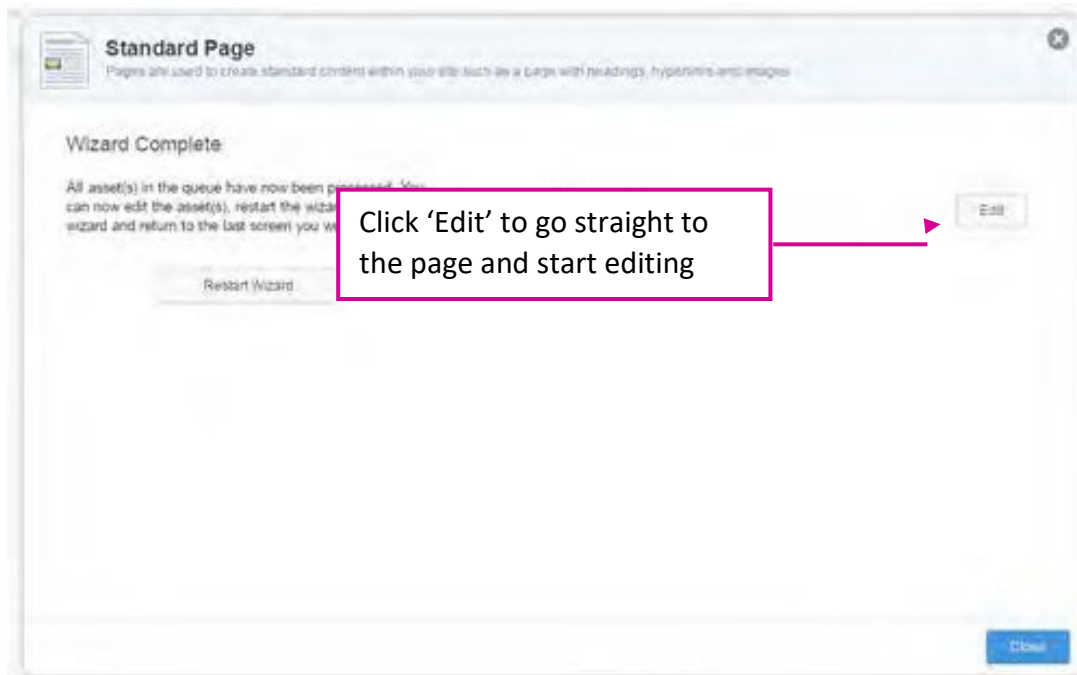 Standard Page
Pages are used to create standard content within your site such as a page with headings, hyperlinks and images
Wizard Complete
All asset(s) in the queue have now been processed. You
can now edit the asset(s), restart the
wizard and return to the last screen you
Click ‘Edit’ to go straight to
the page and start editing
Edit
Restart Wizard
Close